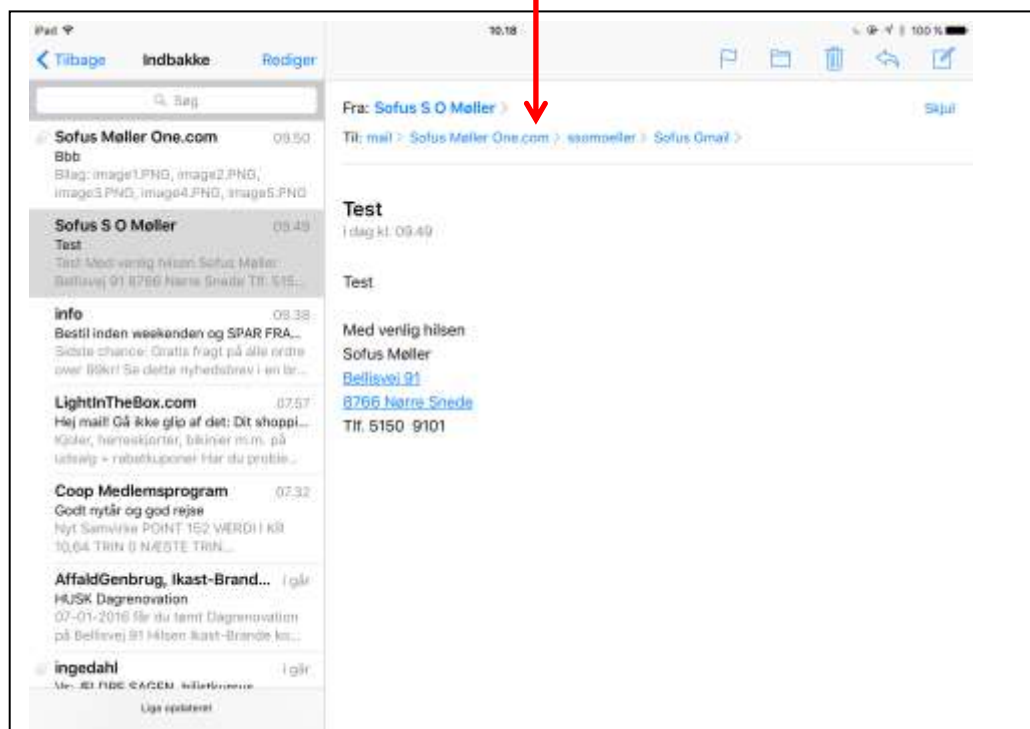 iPad
10.18
100 %
Tilbage
Indbakke
Rediger
Søg
Sofus Møller One.com 09.50
Bbb
Bilag: image1.PNG, image2.PNG,
image3.PNG, image4.PNG, image5.PNG
Sofus S O Møller 09.49
Test
Test Med venlig hilsen Sofus Møller
Bellisvej 91 8766 Nørre Snede Tlf. 515...
info 09.38
Bestil inden weekenden og SPAR FRA...
Sidste chance: Gratis fragt på alle ordre
over 99kr! Se dette nyhedsbrev i en br...
LightInTheBox.com 07.57
Hej mail! Gå ikke glip af det: Dit shoppi...
Kjoler, herreskjorter, bikinier m.m. på
udsalg + rabatkuponer Har du proble...
Coop Medlemsprogram 07.32
Godt nytår og god rejse
Nyt Samvirke POINT 152 VÆRDI I KR
10,64 TRIN 0 NÆSTE TRIN...
AffaldGenbrug, Ikast-Brand... i går
HUSK Dagrenovation
07-01-2016 får du tømt Dagrenovation
på Bellisvej 91 Hilsen Ikast-Brande ko...
ingedahl i går
Vs: ÆLDRE SAGEN,
Lige opdateret
Fra: Sofus S O Møller
Skjul
Til: mail Sofus Møller One.com ssomoeller Sofus Gmail
Test
i dag kl. 09.49
Test
Med venlig hilsen
Sofus Møller
Bellisvej 91
8766 Nørre Snede
Tlf. 5150 9101